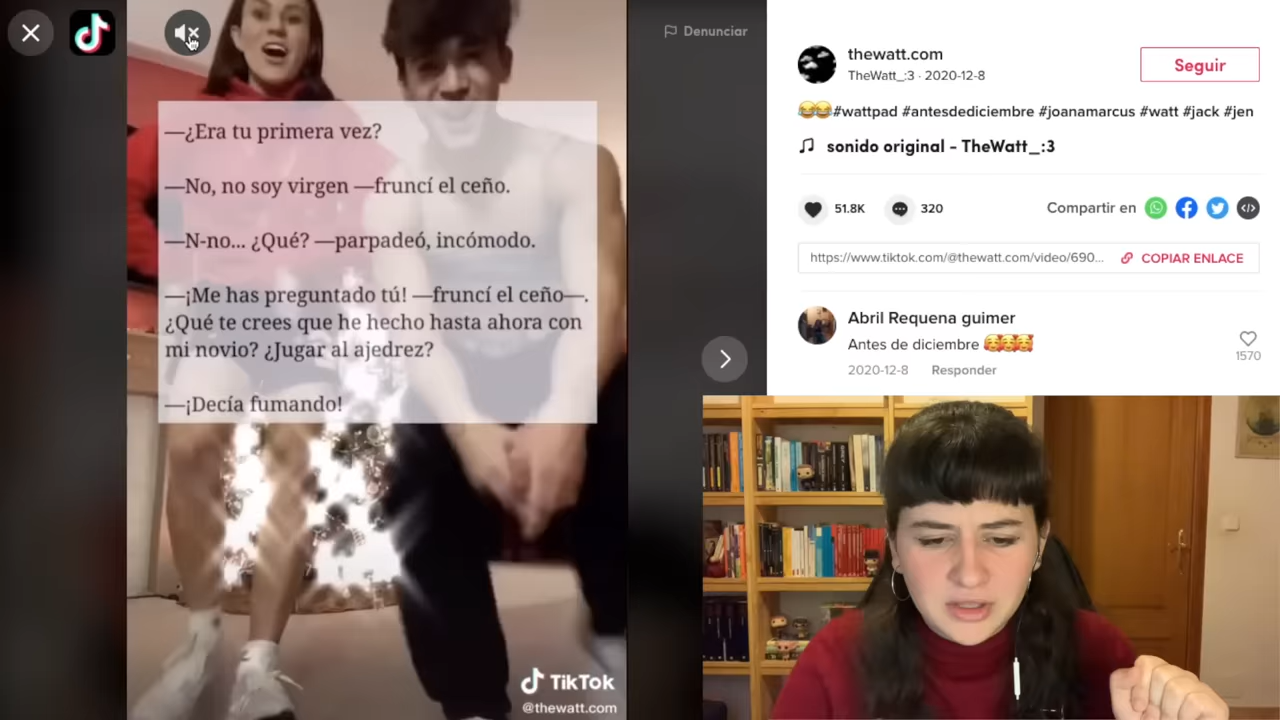 —¿Era tu primera vez?
—No, no soy virgen —fruncí el ceño.
—N-no... ¿Qué? —parpadeó, incómodo.
—¡Me has preguntado tú! —fruncí el ceño—.
¿Qué te crees que he hecho hasta ahora con
mi novio? ¿Jugar al ajedrez?
—¡Decía fumando!
TikTok
@thewatt.com
Denunciar
thewatt.com
TheWatt_:3 · 2020-12-8
Seguir
😂😂#wattpad #antesdediciembre #joanamarcus #watt #jack #jen
sonido original - TheWatt_:3
51.8K
320
Compartir en
https://www.tiktok.com/@thewatt.com/video/690...
COPIAR ENLACE
Abril Requena guimer
Antes de diciembre 🥰🥰🥰
1570
2020-12-8 Responder